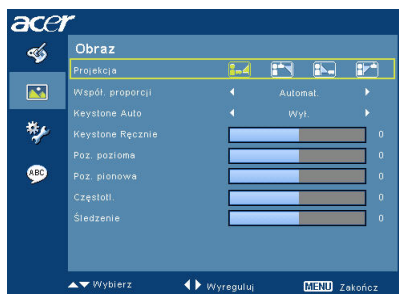 acer
Obraz
Projekcja
Współ. proporcji Automat.
Keystone Auto Wył.
Keystone Ręcznie 0
Poz. pozioma 0
Poz. pionowa 0
Częstotl. 0
Śledzenie 0
ABC
Wybierz Wyreguluj MENU Zakończ